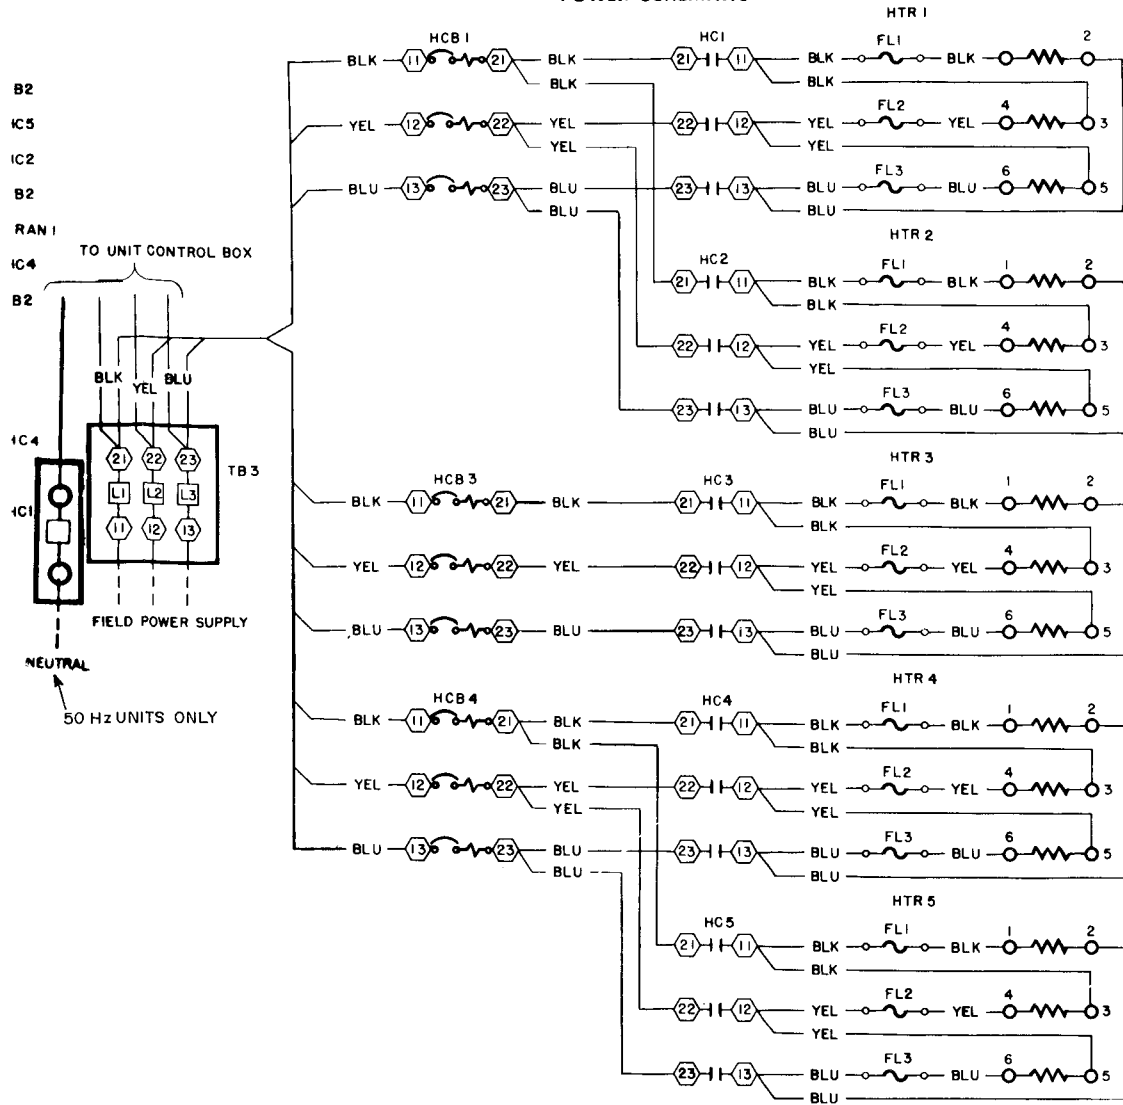 HTR 1
HCB 1 HC1 FL1 2
BLK 11 21 BLK 21 11 BLK BLK
BLK BLK
B2
FL2 4
IC5 YEL 12 22 YEL 22 12 YEL YEL 3
YEL YEL
IC2
FL3 6
B2 BLU 13 23 BLU 23 13 BLU BLU 5
BLU BLU
RAN 1
HTR 2
TO UNIT CONTROL BOX
IC4 HC2 FL1 1 2
21 11 BLK BLK
B2 BLK
FL2 4
22 12 YEL YEL 3
BLK YEL BLU YEL
FL3 6
23 13 BLU BLU 5
BLU
IC4
21 22 23 TB 3
HTR 3
HCB 3 HC3 FL1 1 2
L1 L2 L3 BLK 11 21 BLK 21 11 BLK BLK
IC1 BLK
11 12 13
FL2 4
YEL 12 22 YEL 22 12 YEL YEL 3
YEL
FIELD POWER SUPPLY
FL3 6
BLU 13 23 BLU 23 13 BLU BLU 5
BLU
NEUTRAL
HTR 4
HCB 4 HC4 FL1 1 2
50 Hz UNITS ONLY
BLK 11 21 BLK 21 11 BLK BLK
BLK BLK
FL2 4
YEL 12 22 YEL 22 12 YEL YEL 3
YEL YEL
FL3 6
BLU 13 23 BLU 23 13 BLU BLU 5
BLU BLU
HTR 5
HC5 FL1 1 2
21 11 BLK BLK
BLK
FL2 4
22 12 YEL YEL 3
YEL
FL3 6
23 13 BLU BLU 5
BLU